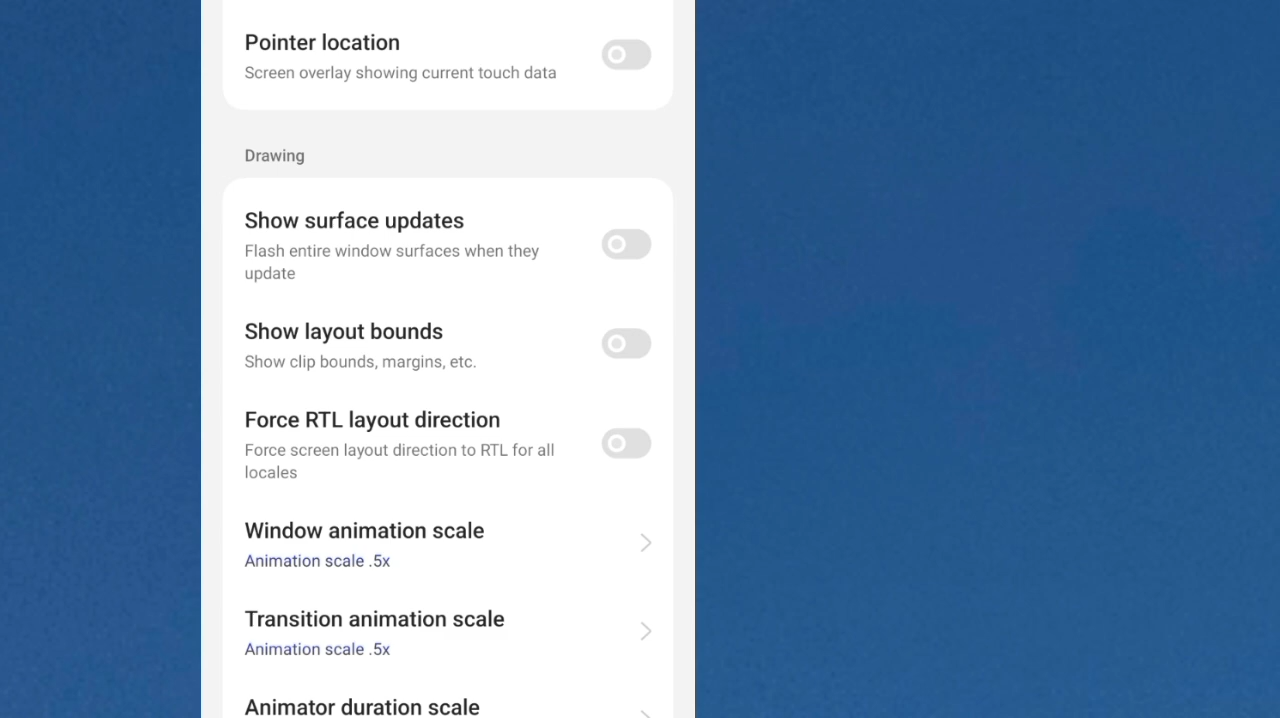 Pointer location
Screen overlay showing current touch data
Drawing
Show surface updates
Flash entire window surfaces when they
update
Show layout bounds
Show clip bounds, margins, etc.
Force RTL layout direction
Force screen layout direction to RTL for all
locales
Window animation scale
Animation scale .5x
Transition animation scale
Animation scale .5x
Animator duration scale